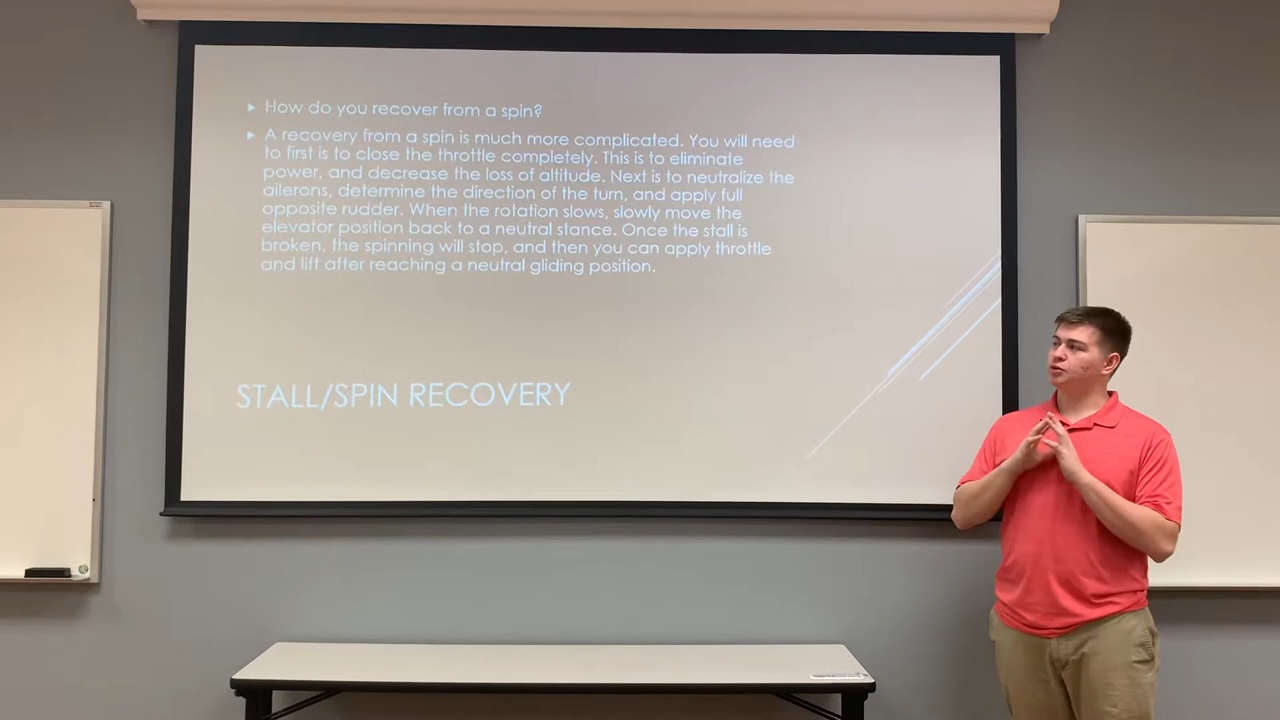 How do you recover from a spin?
A recovery from a spin is much more complicated. You will need
to first is to close the throttle completely. This is to eliminate
power, and decrease the loss of altitude. Next is to neutralize the
ailerons, determine the direction of the turn, and apply full
opposite rudder. When the rotation slows, slowly move the
elevator position back to a neutral stance. Once the stall is
broken, the spinning will stop, and then you can apply throttle
and lift after reaching a neutral gliding position.
STALL/SPIN RECOVERY